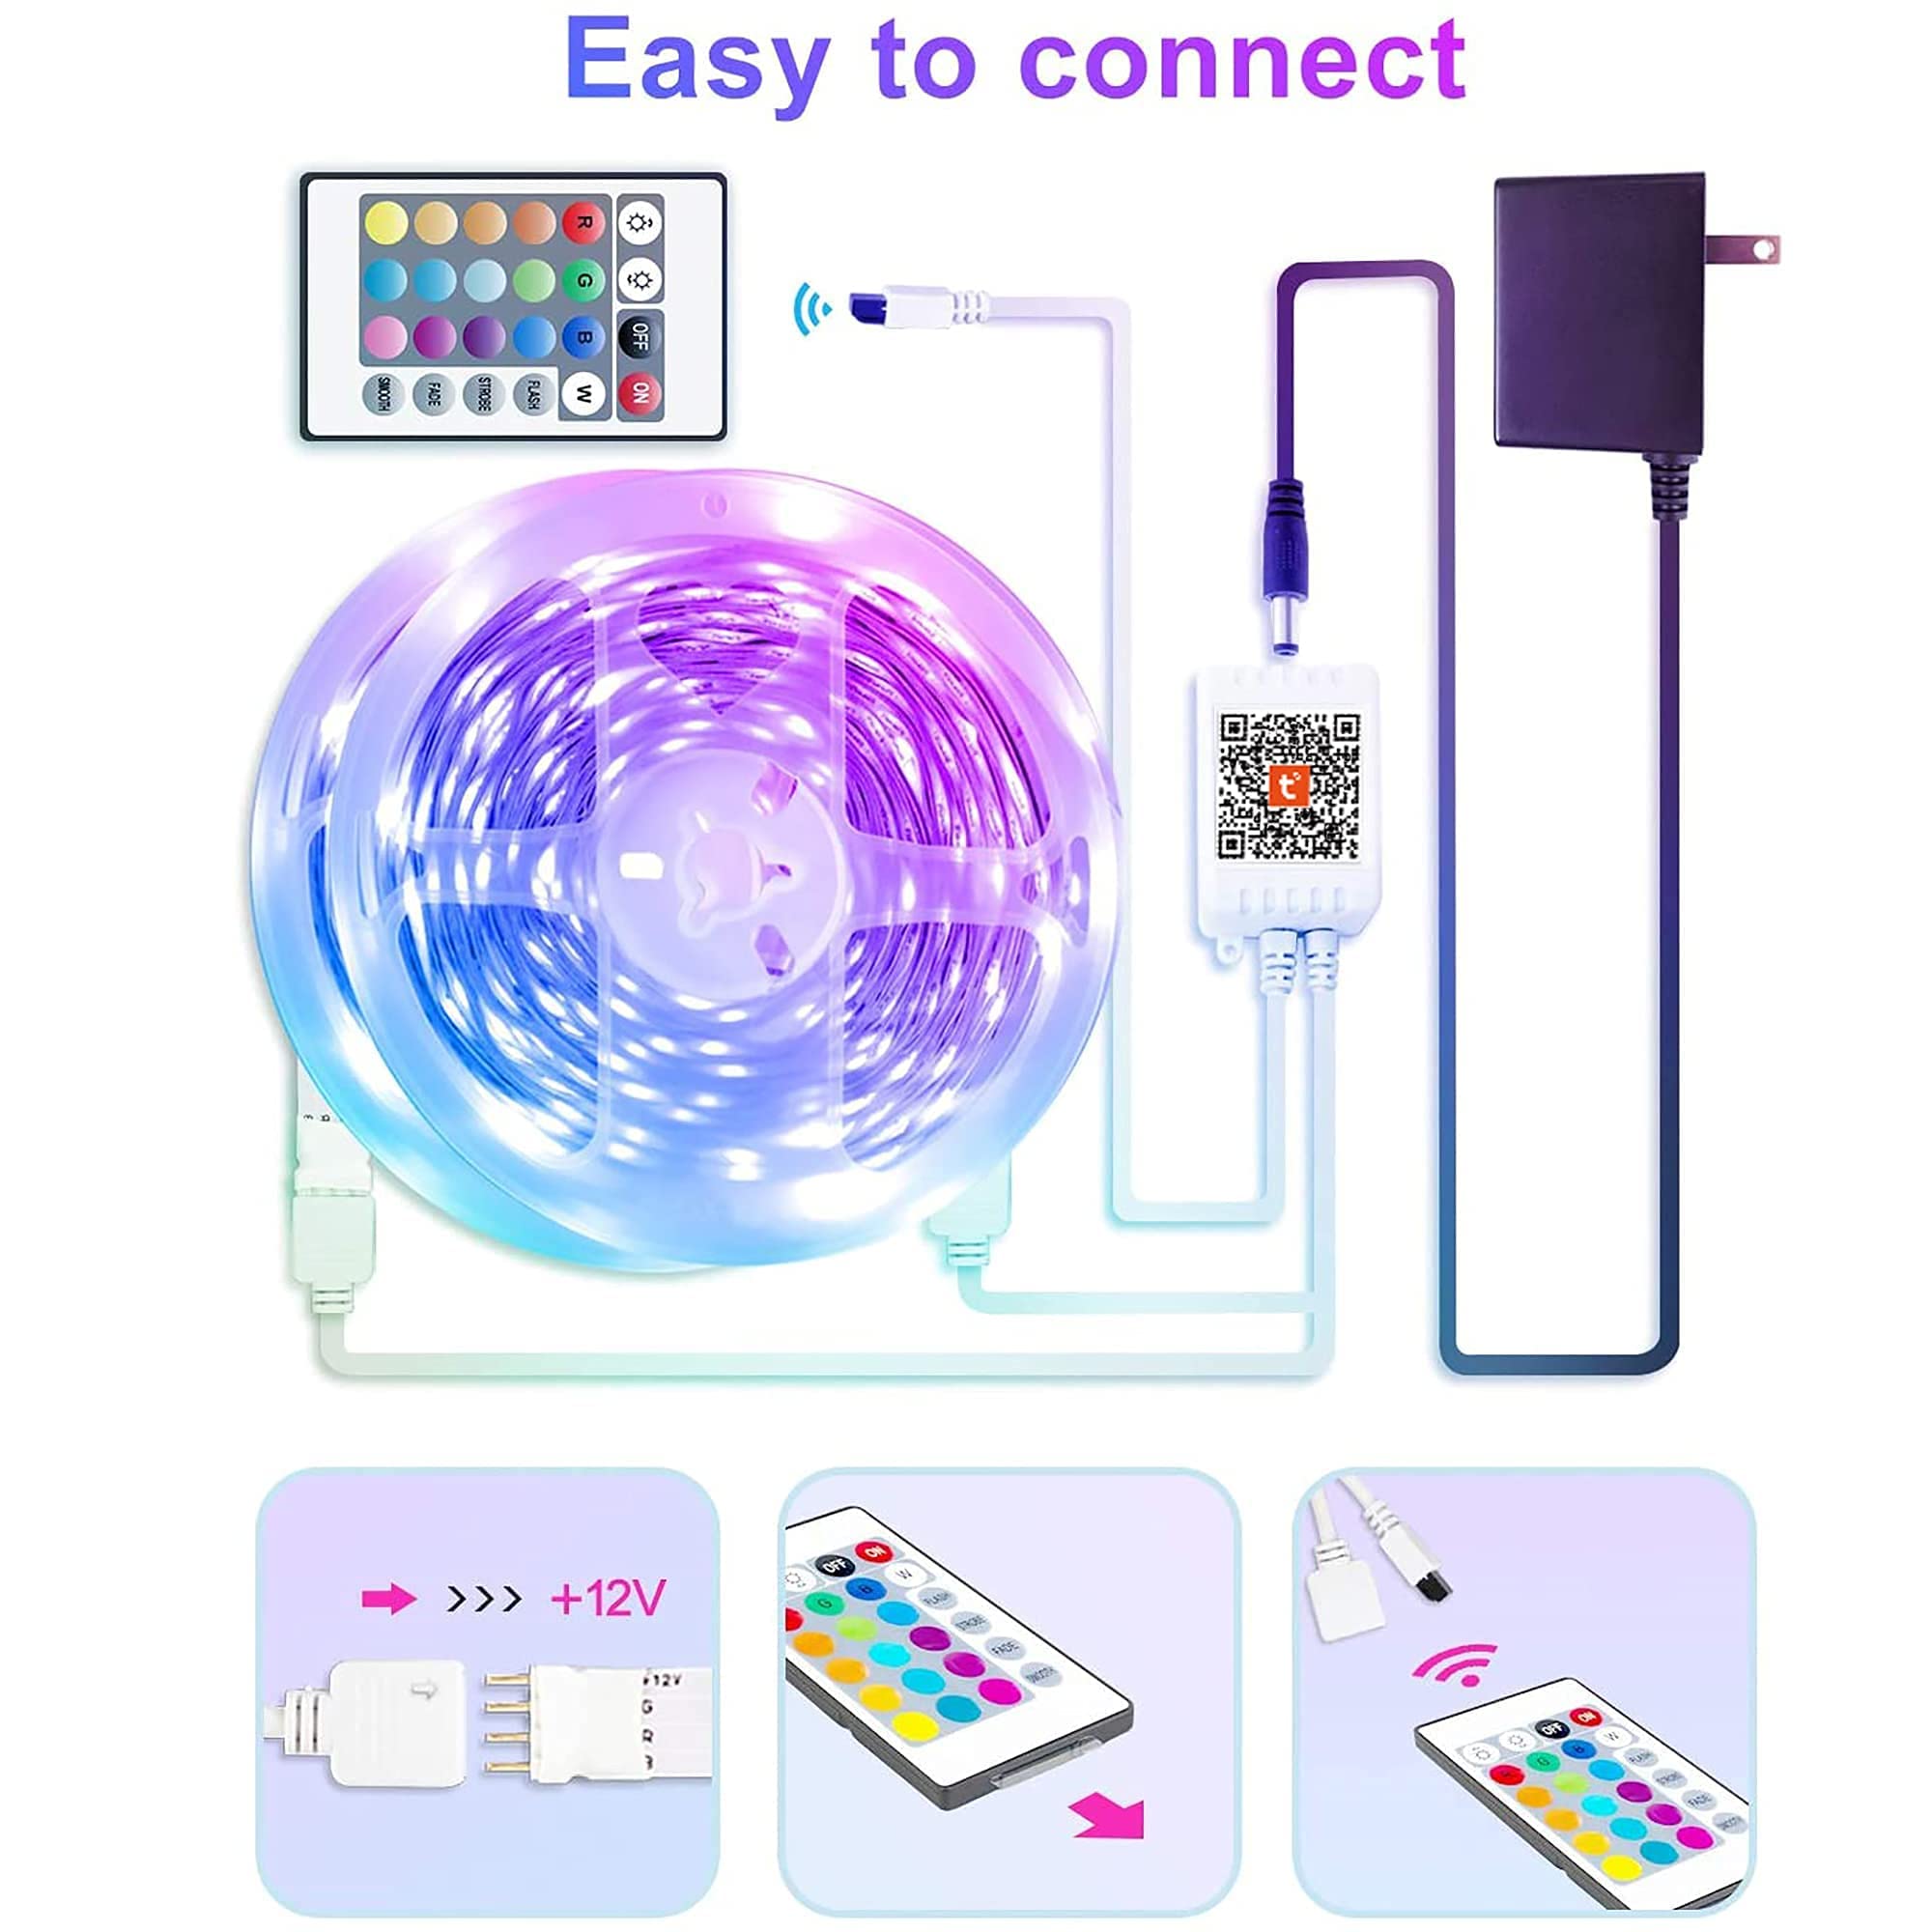 Easy to connect
R
G
B OFF
SMOOTH FADE STROBE FLASH W ON
t
R
+12V
+12V
G
R
OFF ON
B W
G FLASH
STROBE
FADE
SMOOTH
OFF ON
B W
G FLASH
R STROBE
FADE
SMOOTH